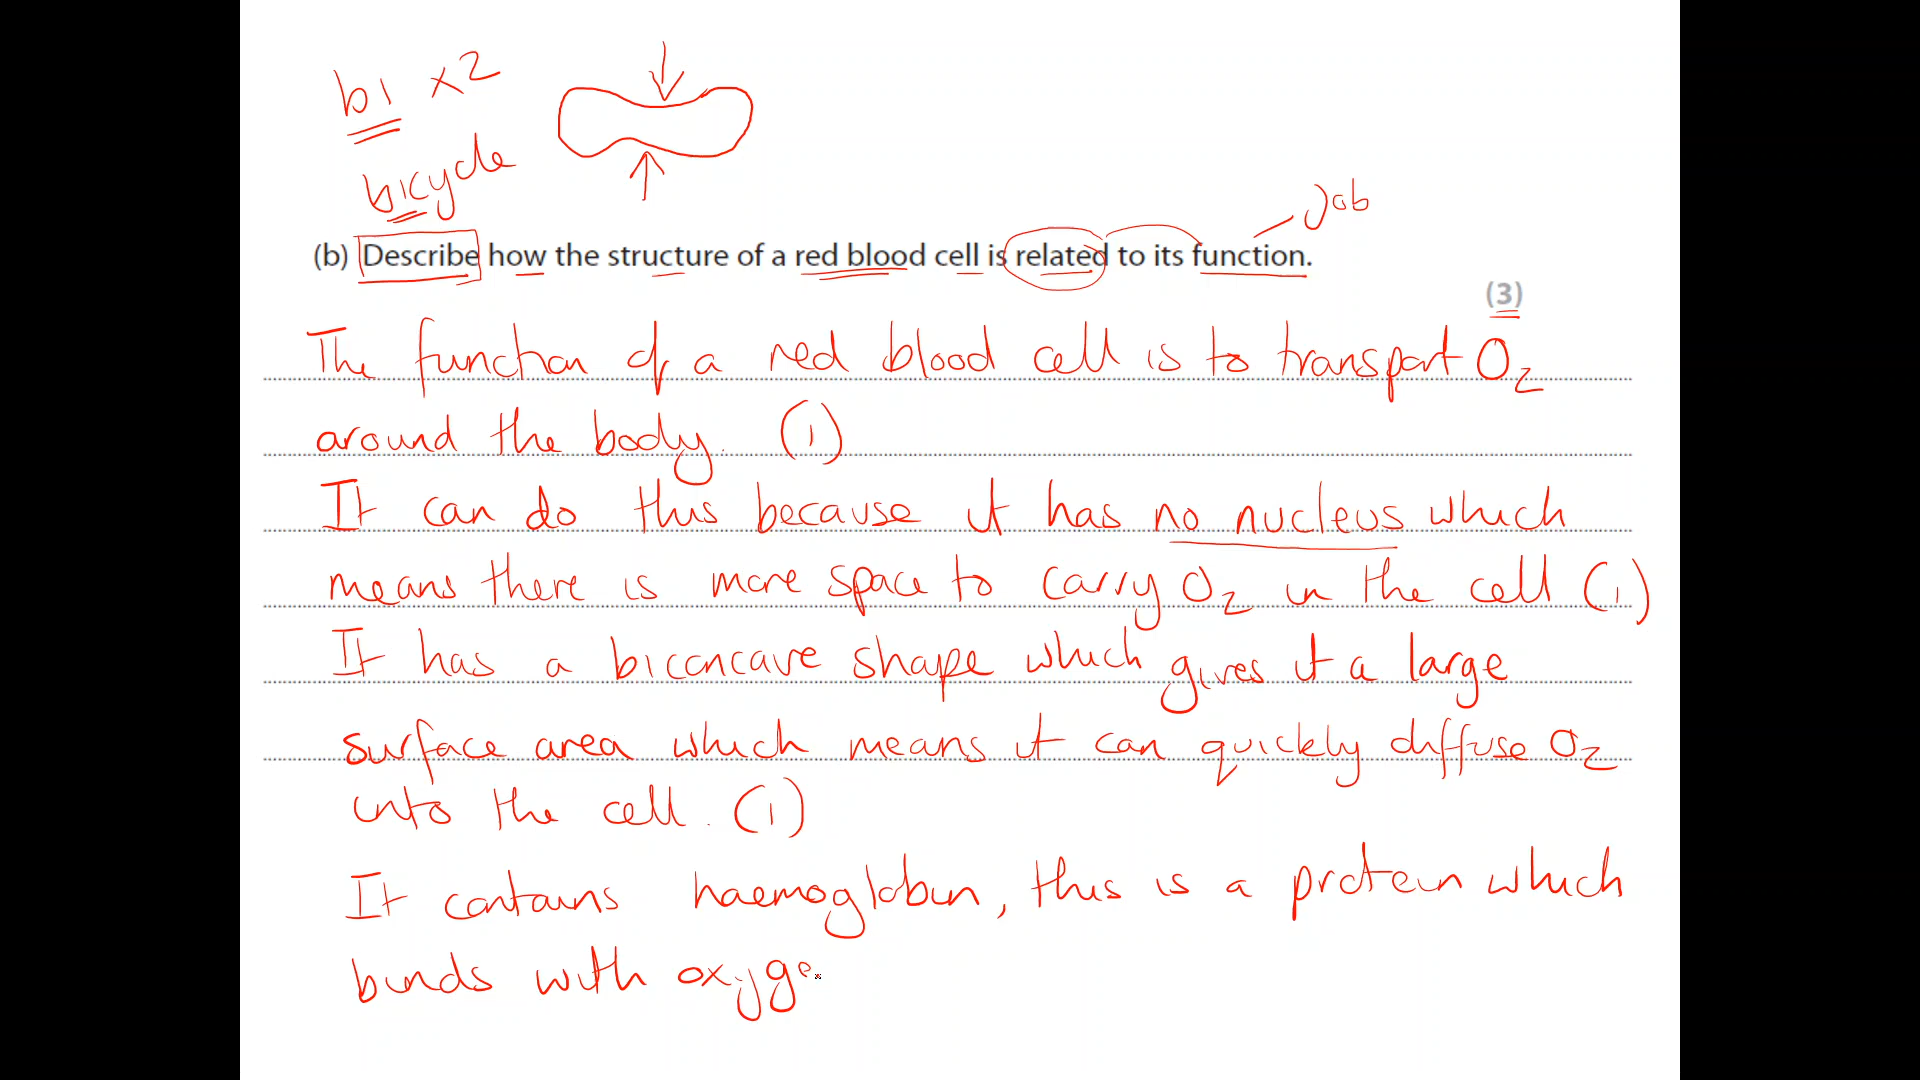 bi x2
bicycle
Job
(b) Describe how the structure of a red blood cell is related to its function.
(3)
The function of a red blood cell is to transport O₂
around the body. (1)
It can do this because it has no nucleus which
means there is more space to carry O₂ in the cell (1)
It has a biconcave shape which gives it a large
surface area which means it can quickly diffuse O₂
into the cell. (1)
It contains haemoglobin, this is a protein which
binds with oxyge